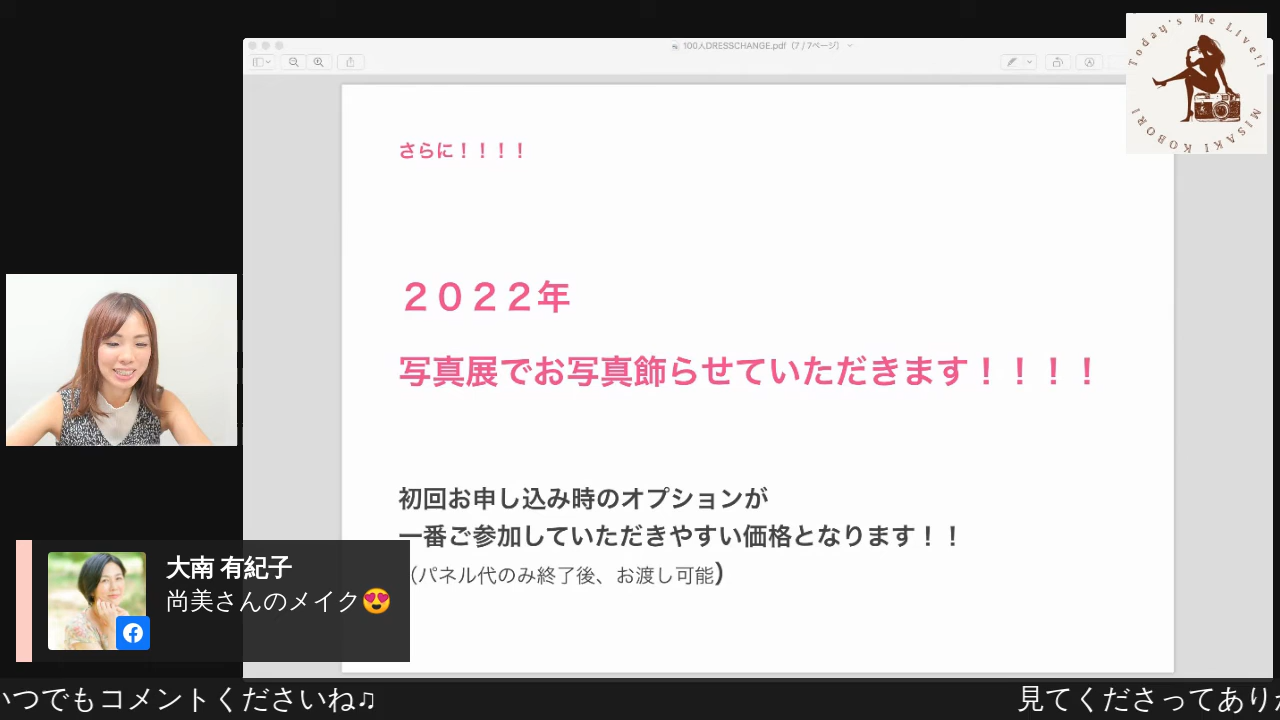 100人DRESSCHANGE.pdf（7 / 7ページ）
Today's Me Live!!
MISAKI KOBORI
さらに！！！！
２０２２年
写真展でお写真飾らせていただきます！！！！
初回お申し込み時のオプションが
一番ご参加していただきやすい価格となります！！
（パネル代のみ終了後、お渡し可能）
大南 有紀子
尚美さんのメイク😍
いつでもコメントくださいね♫
見てくださってあり